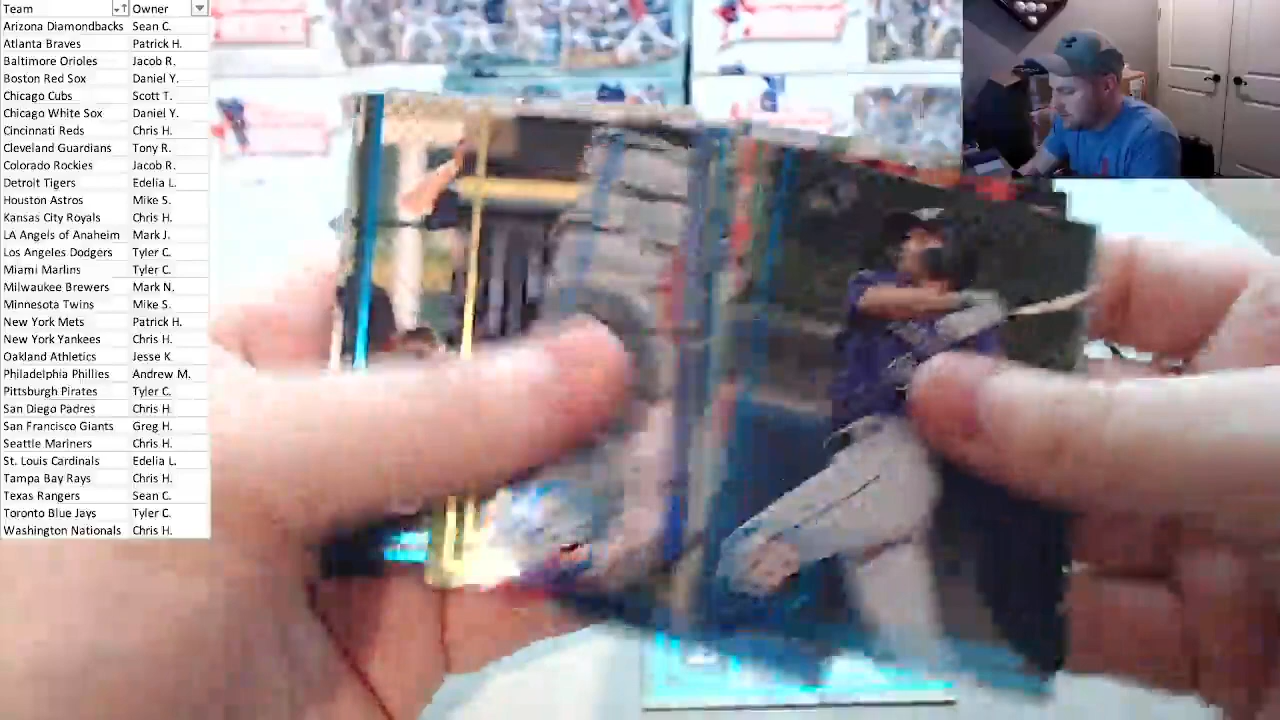 Team Owner
Arizona Diamondbacks Sean C.
Atlanta Braves Patrick H.
Baltimore Orioles Jacob R.
Boston Red Sox Daniel Y.
Chicago Cubs Scott T.
Chicago White Sox Daniel Y.
Cincinnati Reds Chris H.
Cleveland Guardians Tony R.
Colorado Rockies Jacob R.
Detroit Tigers Edelia L.
Houston Astros Mike S.
Kansas City Royals Chris H.
LA Angels of Anaheim Mark J.
Los Angeles Dodgers Tyler C.
Miami Marlins Tyler C.
Milwaukee Brewers Mark N.
Minnesota Twins Mike S.
New York Mets Patrick H.
New York Yankees Chris H.
Oakland Athletics Jesse K.
Philadelphia Phillies Andrew M.
Pittsburgh Pirates Tyler C.
San Diego Padres Chris H.
San Francisco Giants Greg H.
Seattle Mariners Chris H.
St. Louis Cardinals Edelia L.
Tampa Bay Rays Chris H.
Texas Rangers Sean C.
Toronto Blue Jays Tyler C.
Washington Nationals Chris H.